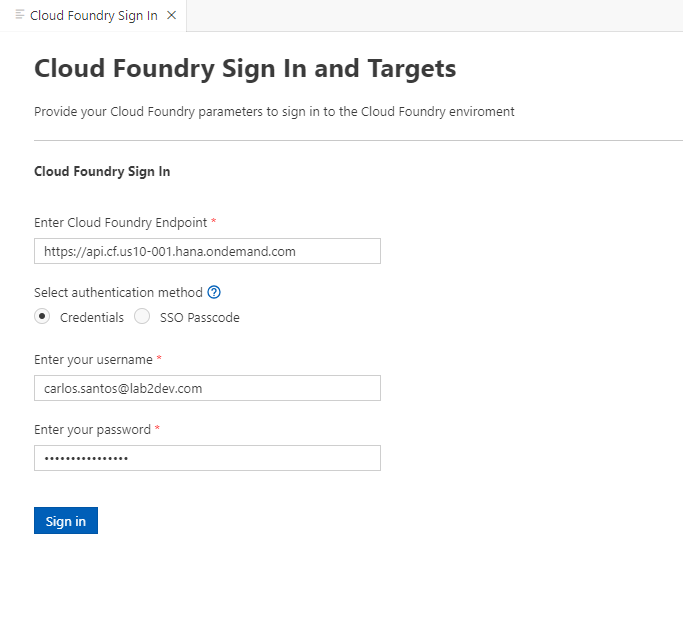 Cloud Foundry Sign In
Cloud Foundry Sign In and Targets
Provide your Cloud Foundry parameters to sign in to the Cloud Foundry enviroment
Cloud Foundry Sign In
Enter Cloud Foundry Endpoint *
https://api.cf.us10-001.hana.ondemand.com
Select authentication method ?
Credentials SSO Passcode
Enter your username *
carlos.santos@lab2dev.com
Enter your password *
••••••••••••••••
Sign in